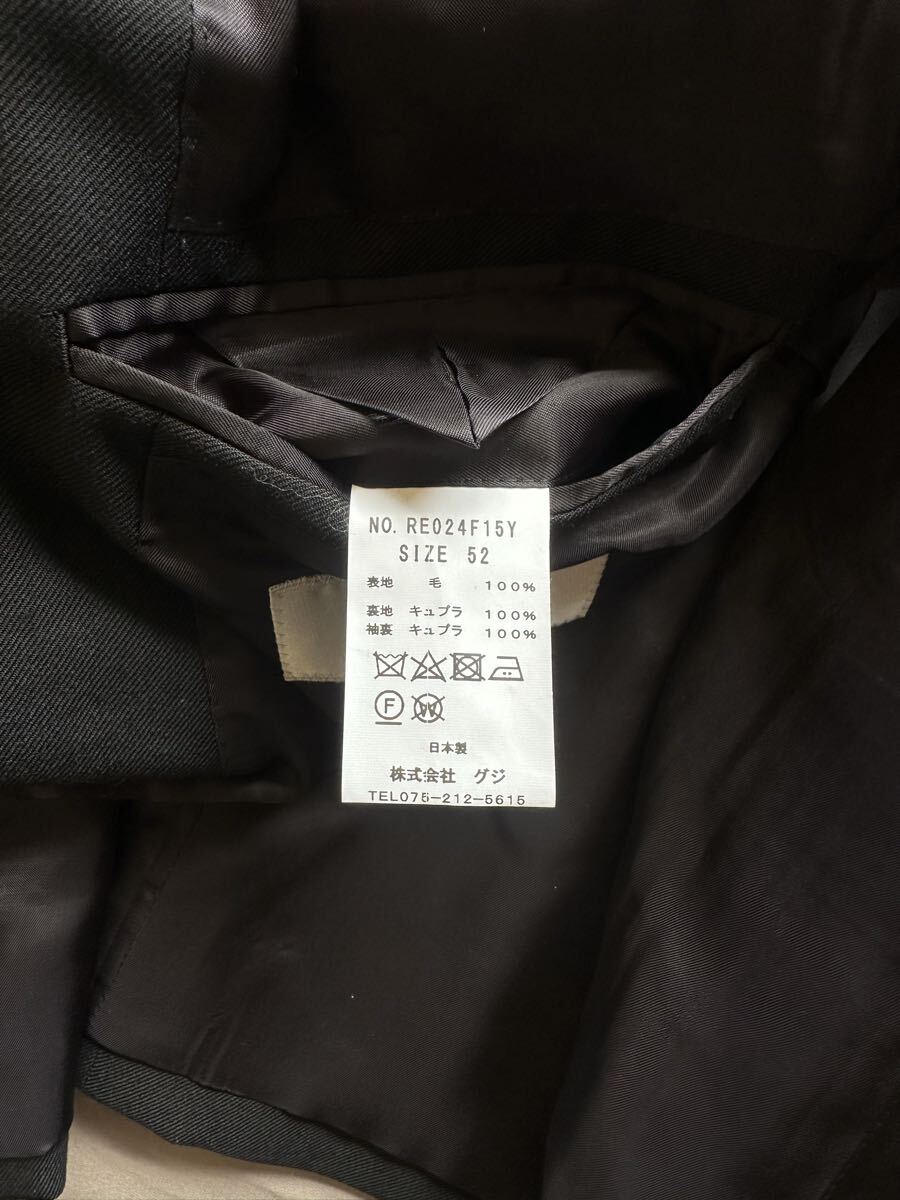 NO. RE024F15Y
SIZE 52
表地 毛 100%
裏地 キュプラ 100%
袖裏 キュプラ 100%
F W
日本製
株式会社 グジ
TEL075-212-5615